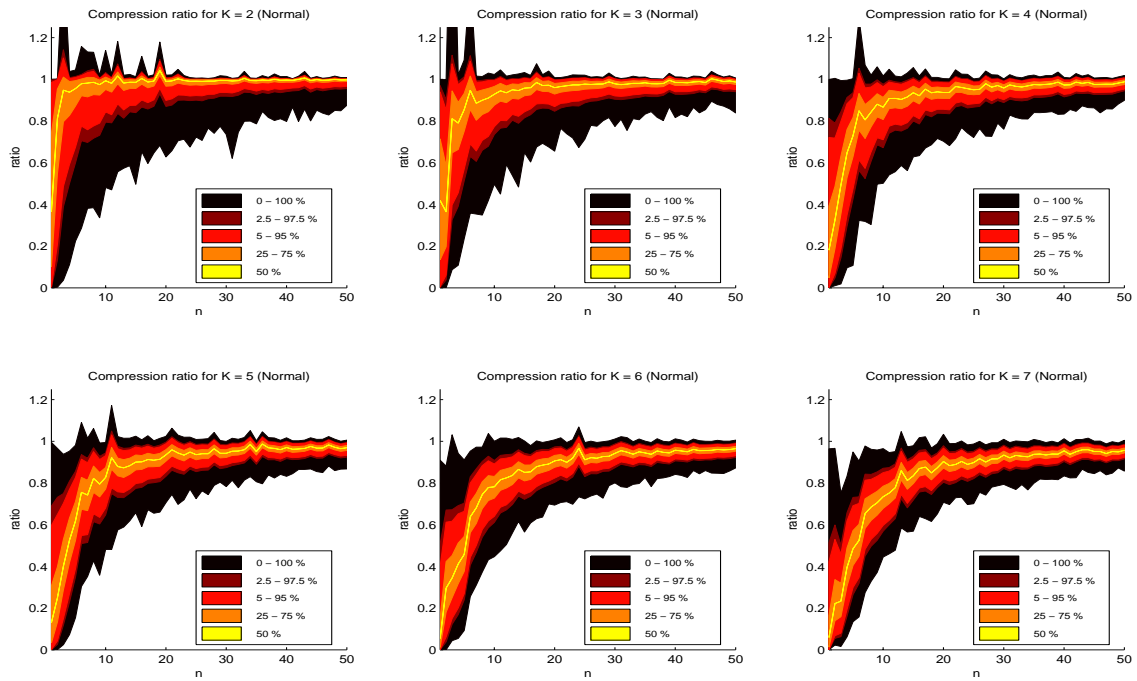 Compression ratio for K = 2 (Normal)
1.2
1
0.8
0.6
0.4
0.2
0
ratio
10
20
30
40
50
n
0 – 100 %
2.5 – 97.5 %
5 – 95 %
25 – 75 %
50 %
Compression ratio for K = 3 (Normal)
1.2
1
0.8
0.6
0.4
0.2
0
ratio
10
20
30
40
50
n
0 – 100 %
2.5 – 97.5 %
5 – 95 %
25 – 75 %
50 %
Compression ratio for K = 4 (Normal)
1.2
1
0.8
0.6
0.4
0.2
0
ratio
10
20
30
40
50
n
0 – 100 %
2.5 – 97.5 %
5 – 95 %
25 – 75 %
50 %
Compression ratio for K = 5 (Normal)
1.2
1
0.8
0.6
0.4
0.2
0
ratio
10
20
30
40
50
n
0 – 100 %
2.5 – 97.5 %
5 – 95 %
25 – 75 %
50 %
Compression ratio for K = 6 (Normal)
1.2
1
0.8
0.6
0.4
0.2
0
ratio
10
20
30
40
50
n
0 – 100 %
2.5 – 97.5 %
5 – 95 %
25 – 75 %
50 %
Compression ratio for K = 7 (Normal)
1.2
1
0.8
0.6
0.4
0.2
0
ratio
10
20
30
40
50
n
0 – 100 %
2.5 – 97.5 %
5 – 95 %
25 – 75 %
50 %